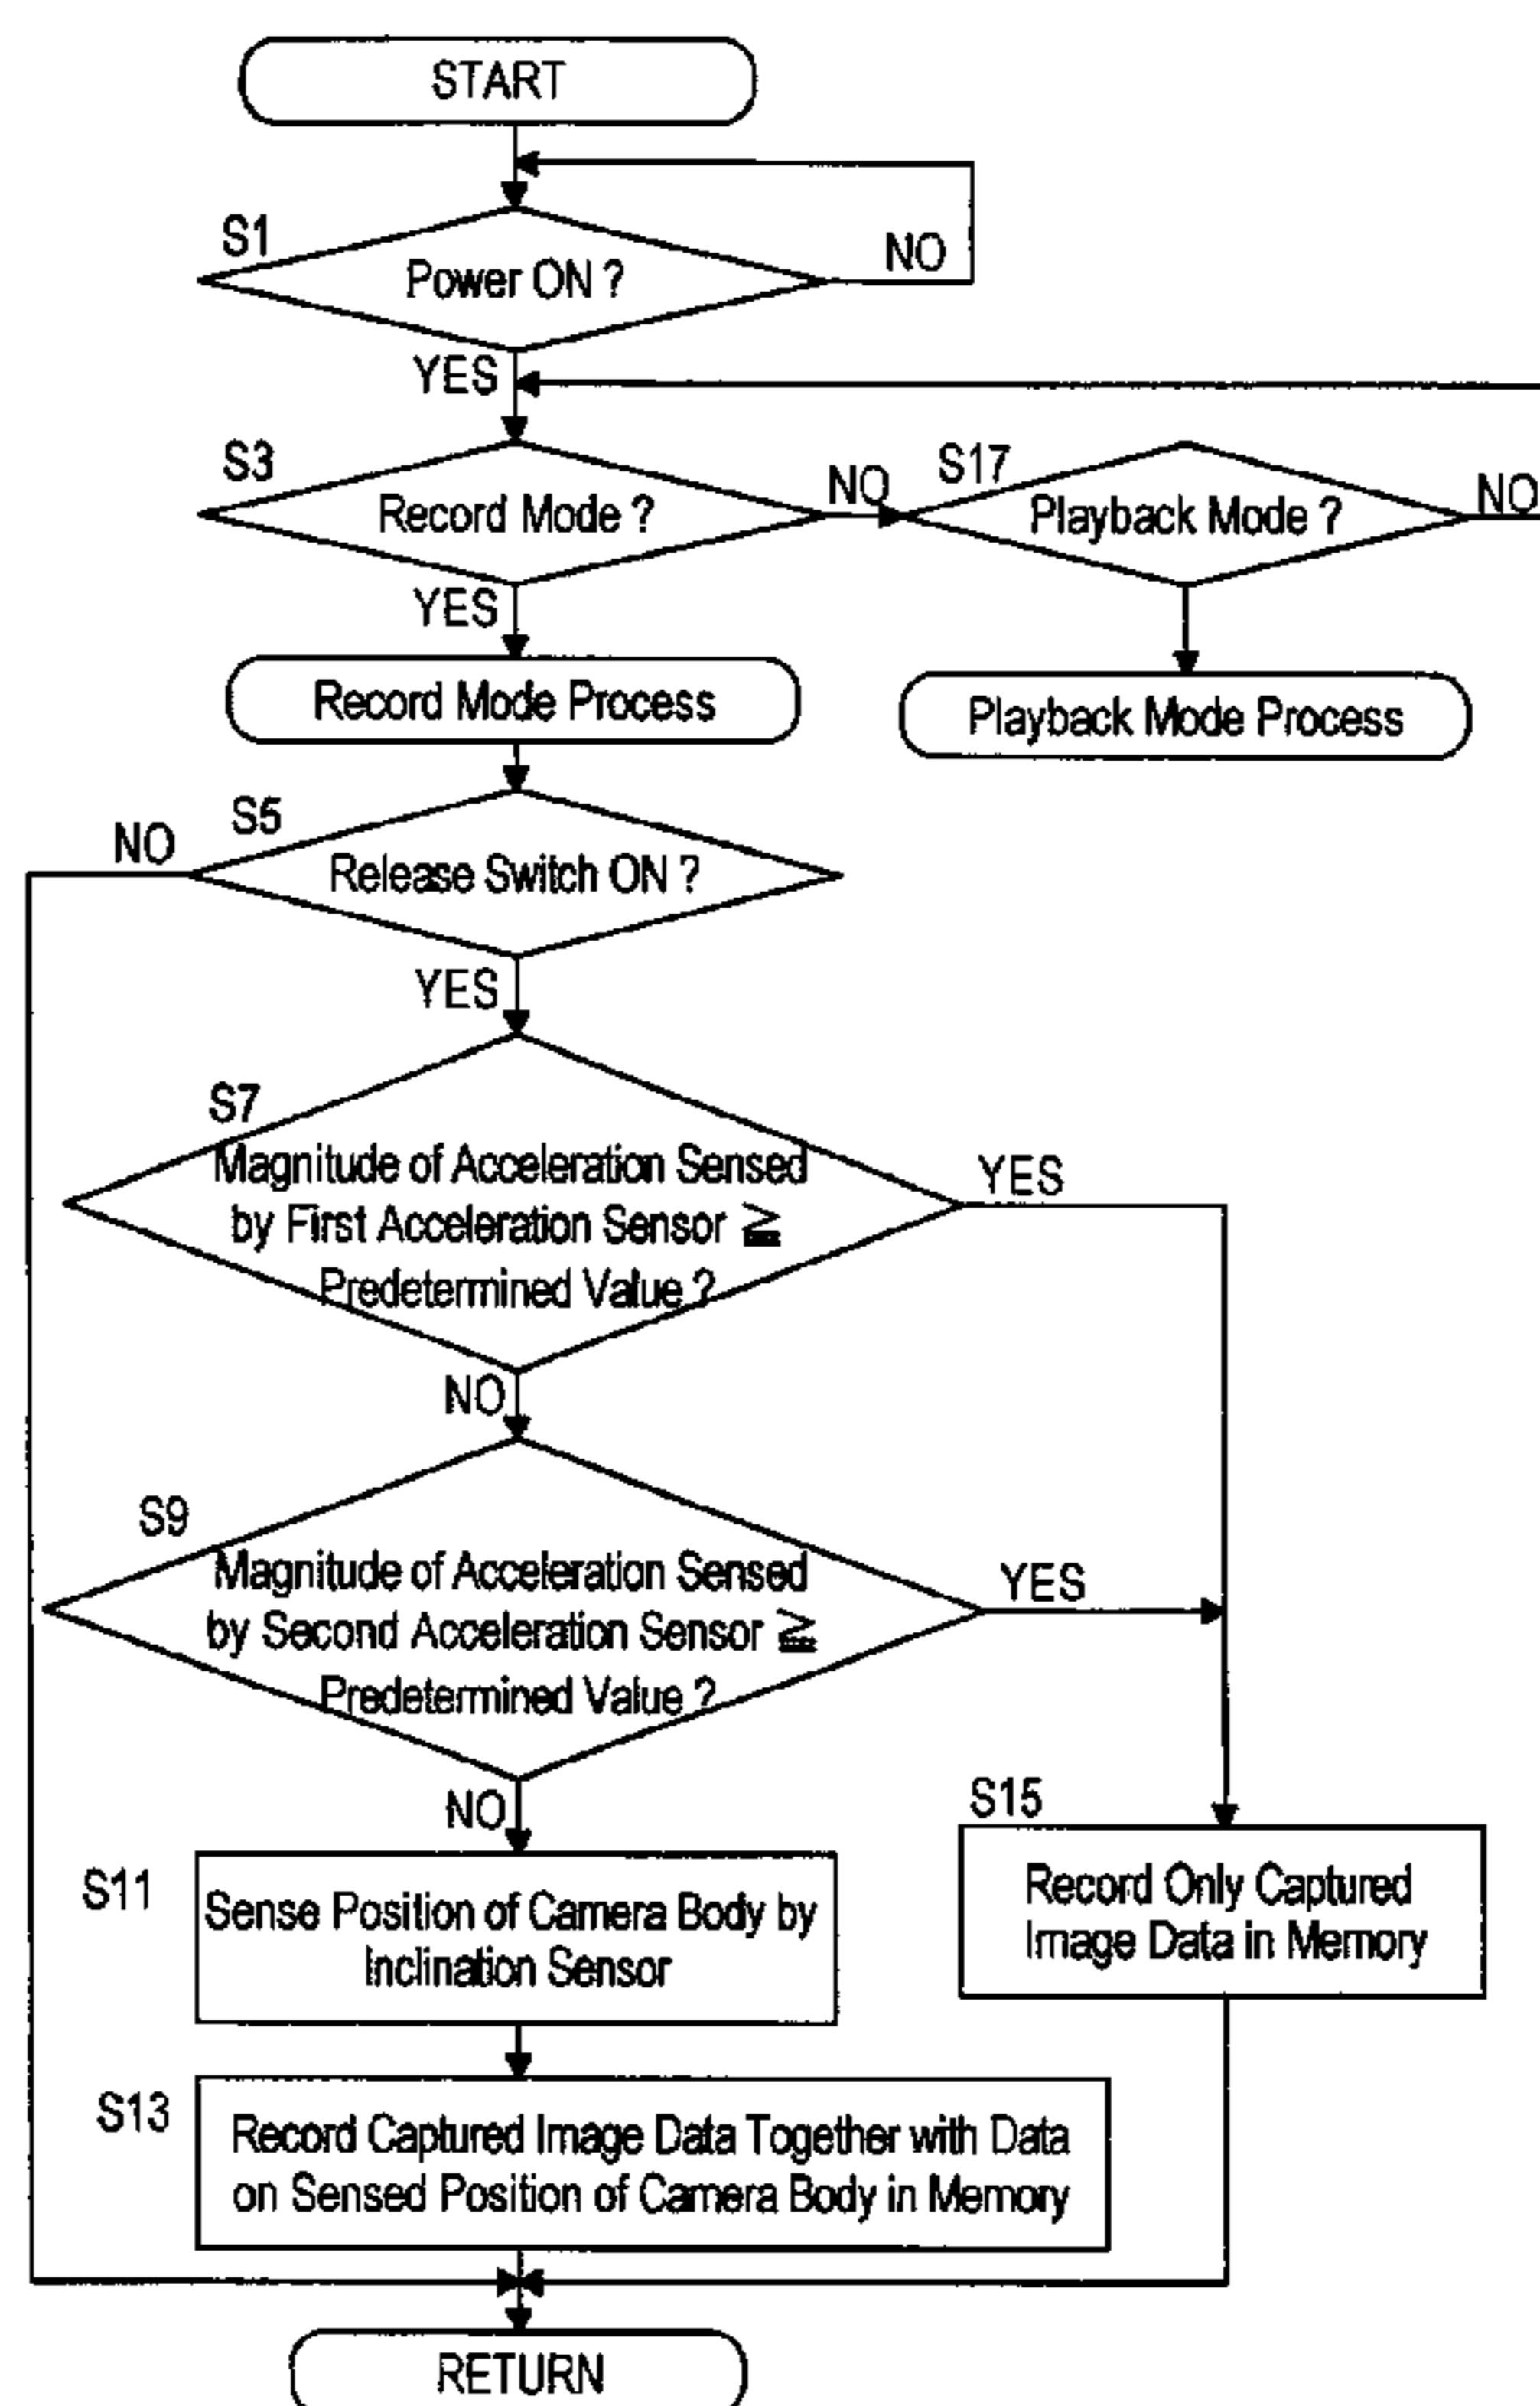 START
S1
Power ON ?
NO
YES
S3
Record Mode ?
NO
S17
Playback Mode ?
NO
YES
Record Mode Process
Playback Mode Process
S5
NO
Release Switch ON ?
YES
S7
Magnitude of Acceleration Sensed
by First Acceleration Sensor ≧
Predetermined Value ?
YES
NO
S9
Magnitude of Acceleration Sensed
by Second Acceleration Sensor ≧
Predetermined Value ?
YES
NO
S11
Sense Position of Camera Body by
Inclination Sensor
S15
Record Only Captured
Image Data in Memory
S13
Record Captured Image Data Together with Data
on Sensed Position of Camera Body in Memory
RETURN